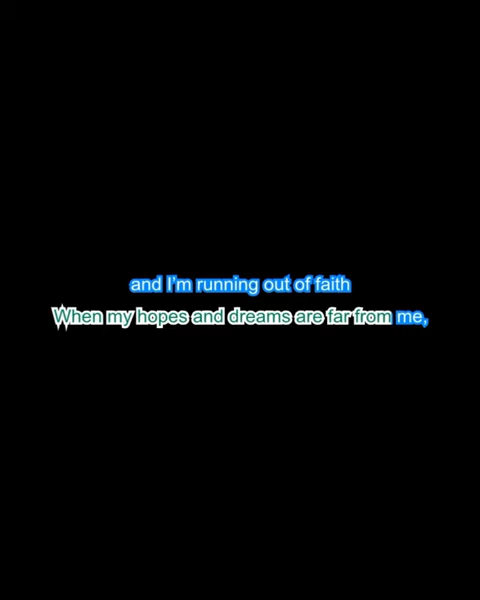 and I'm running out of faith
When my hopes and dreams are far from me,